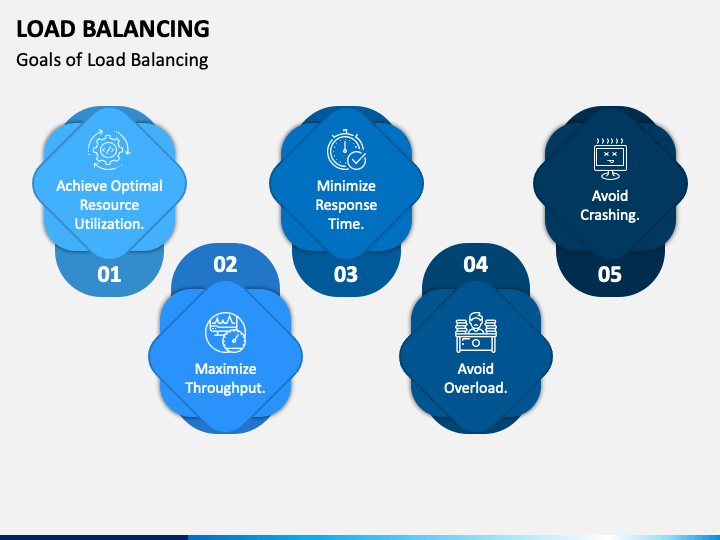 LOAD BALANCING
Goals of Load Balancing
Achieve Optimal
Resource
Utilization.
01
02
Maximize
Throughput.
Minimize
Response
Time.
03
04
Avoid
Overload.
Avoid
Crashing.
05